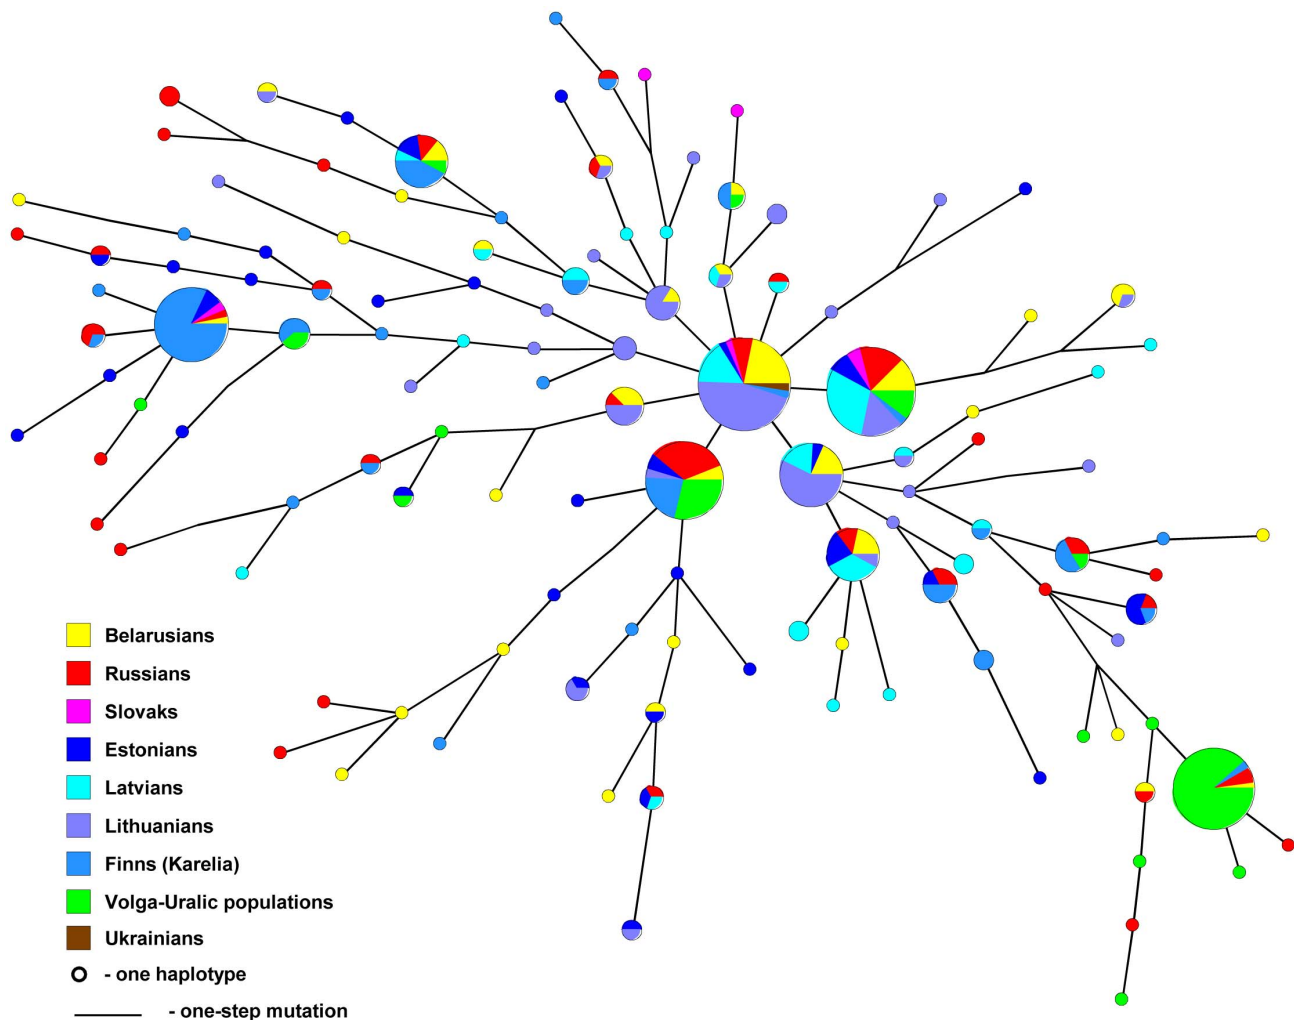 Belarusians
Russians
Slovaks
Estonians
Latvians
Lithuanians
Finns (Karelia)
Volga-Uralic populations
Ukrainians
- one haplotype
- one-step mutation